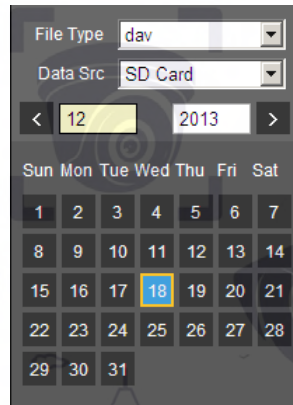 File Type dav
Data Src SD Card
< 12 2013 >
Sun Mon Tue Wed Thu Fri Sat
1 2 3 4 5 6 7
8 9 10 11 12 13 14
15 16 17 18 19 20 21
22 23 24 25 26 27 28
29 30 31